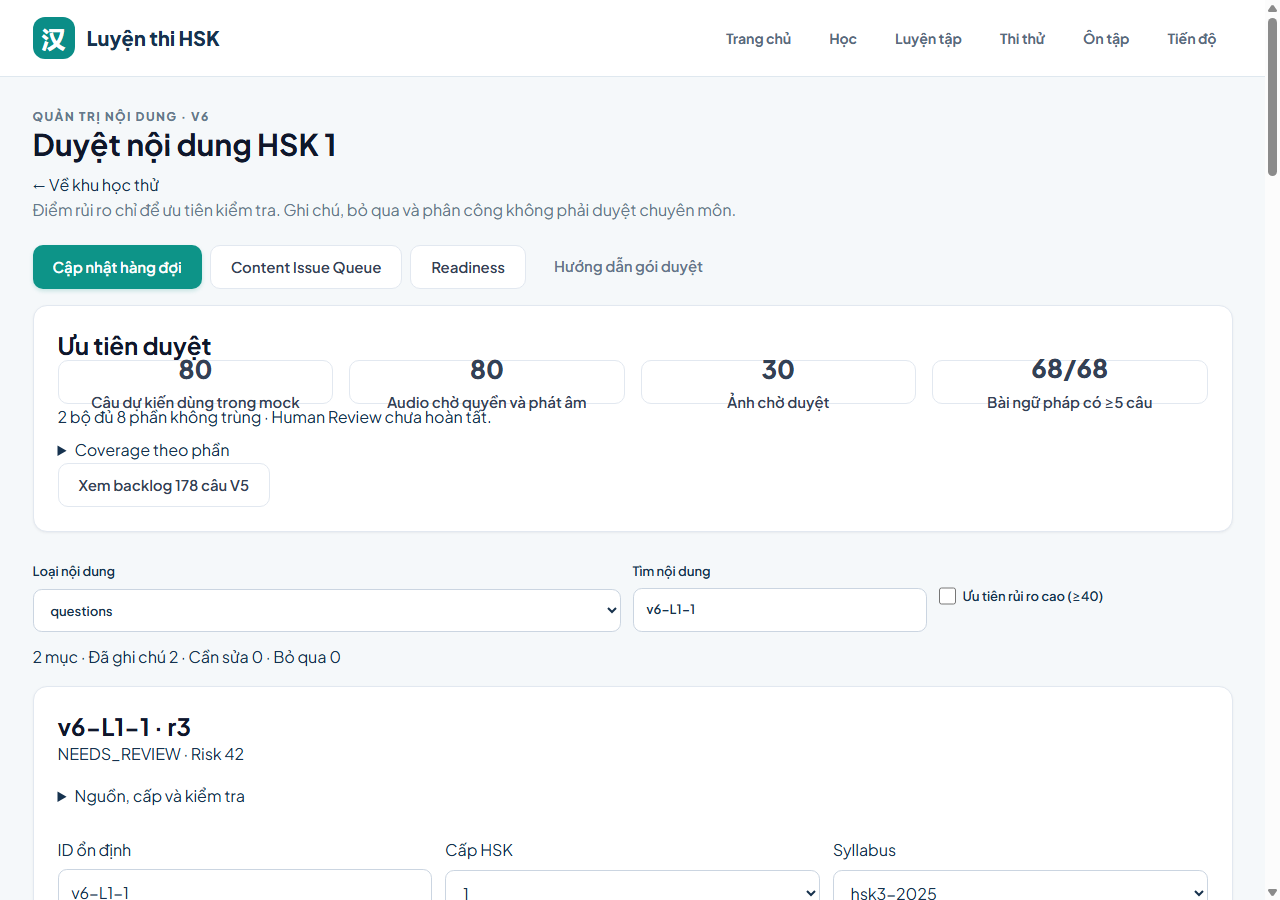 汉 Luyện thi HSK Trang chủ Học Luyện tập Thi thử Ôn tập Tiến độ
QUẢN TRỊ NỘI DUNG · V6
Duyệt nội dung HSK 1
← Về khu học thử
Điểm rủi ro chỉ để ưu tiên kiểm tra. Ghi chú, bỏ qua và phân công không phải duyệt chuyên môn.
Cập nhật hàng đợi Content Issue Queue Readiness Hướng dẫn gói duyệt
Ưu tiên duyệt
80 80 30 68/68
Câu dự kiến dùng trong mock Audio chờ quyền và phát âm Ảnh chờ duyệt Bài ngữ pháp có ≥5 câu
2 bộ đủ 8 phần không trùng · Human Review chưa hoàn tất.
▶ Coverage theo phần
Xem backlog 178 câu V5
Loại nội dung Tìm nội dung
questions v6-L1-1 Ưu tiên rủi ro cao (≥40)
2 mục · Đã ghi chú 2 · Cần sửa 0 · Bỏ qua 0
v6-L1-1 · r3
NEEDS_REVIEW · Risk 42
▶ Nguồn, cấp và kiểm tra
ID ổn định Cấp HSK Syllabus
v6-L1-1 1 hsk3-2025